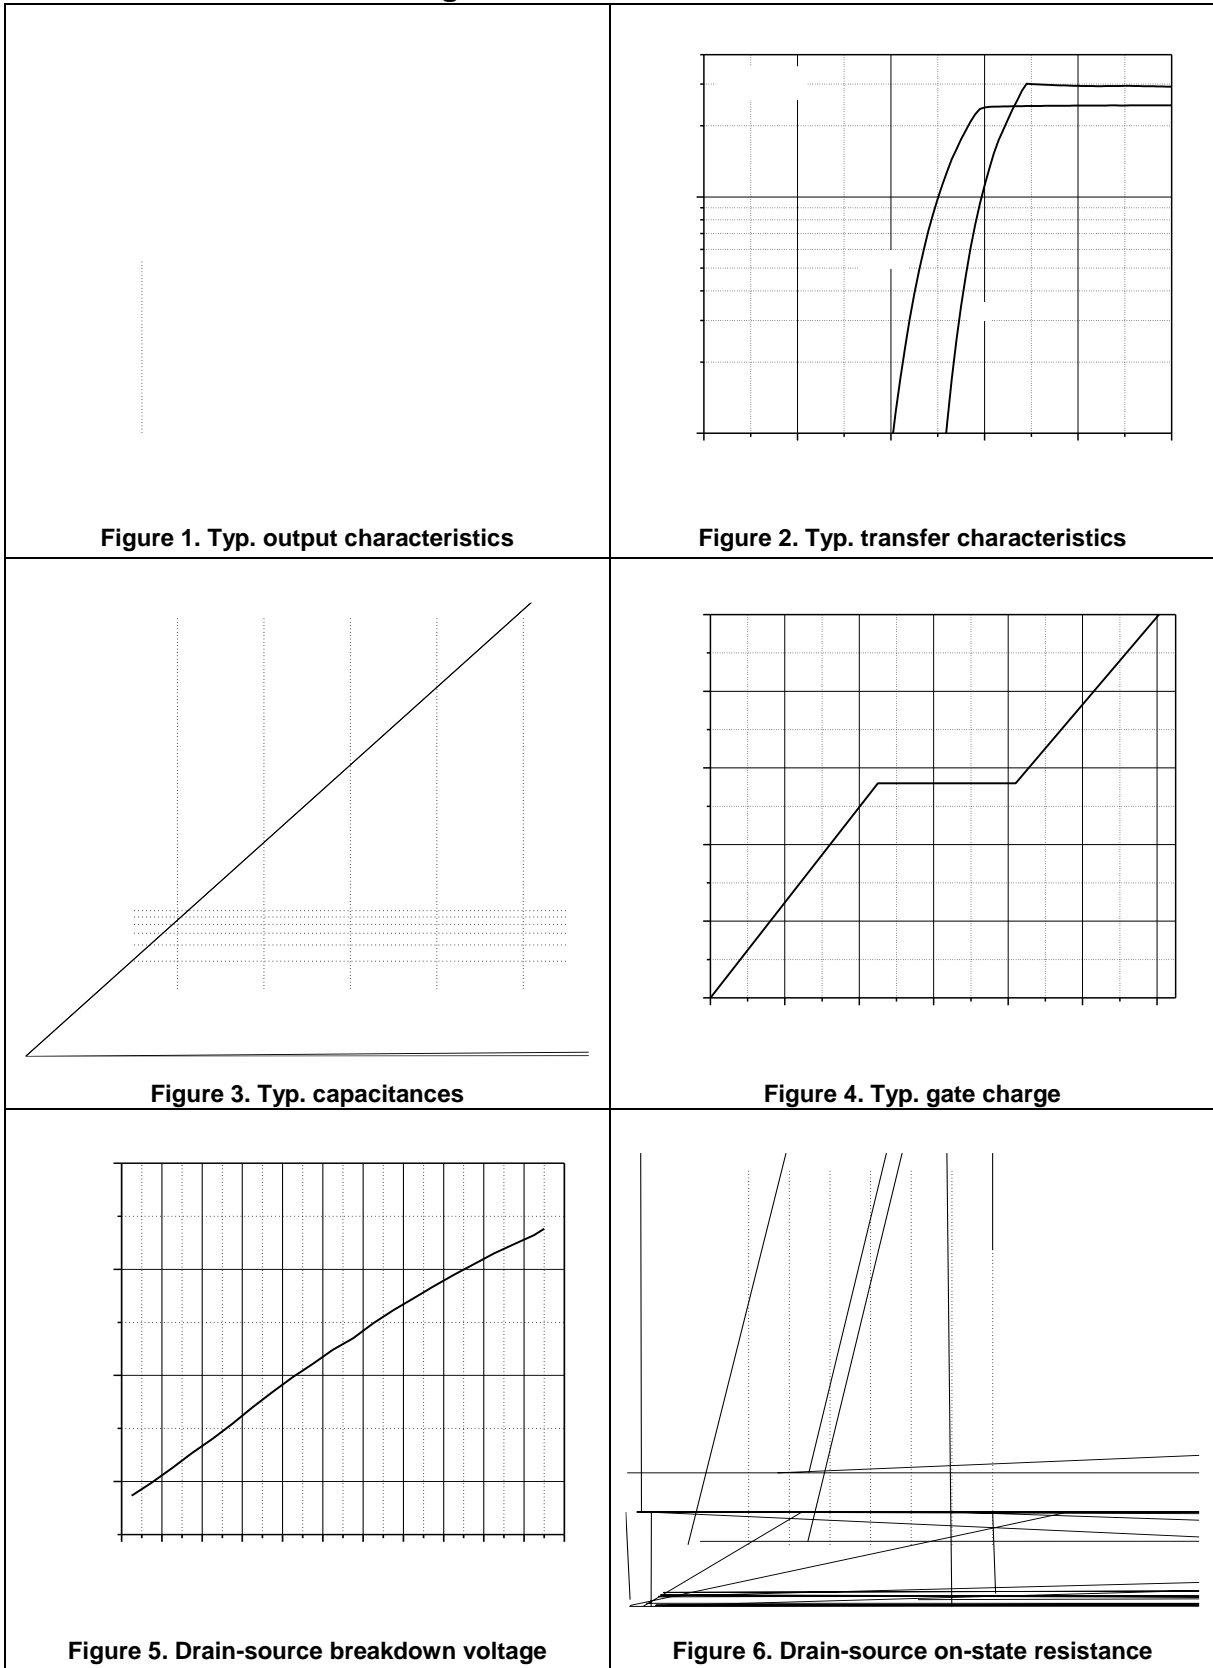 Figure 1. Typ. output characteristics
Figure 2. Typ. transfer characteristics
Figure 3. Typ. capacitances
Figure 4. Typ. gate charge
Figure 5. Drain-source breakdown voltage
Figure 6. Drain-source on-state resistance